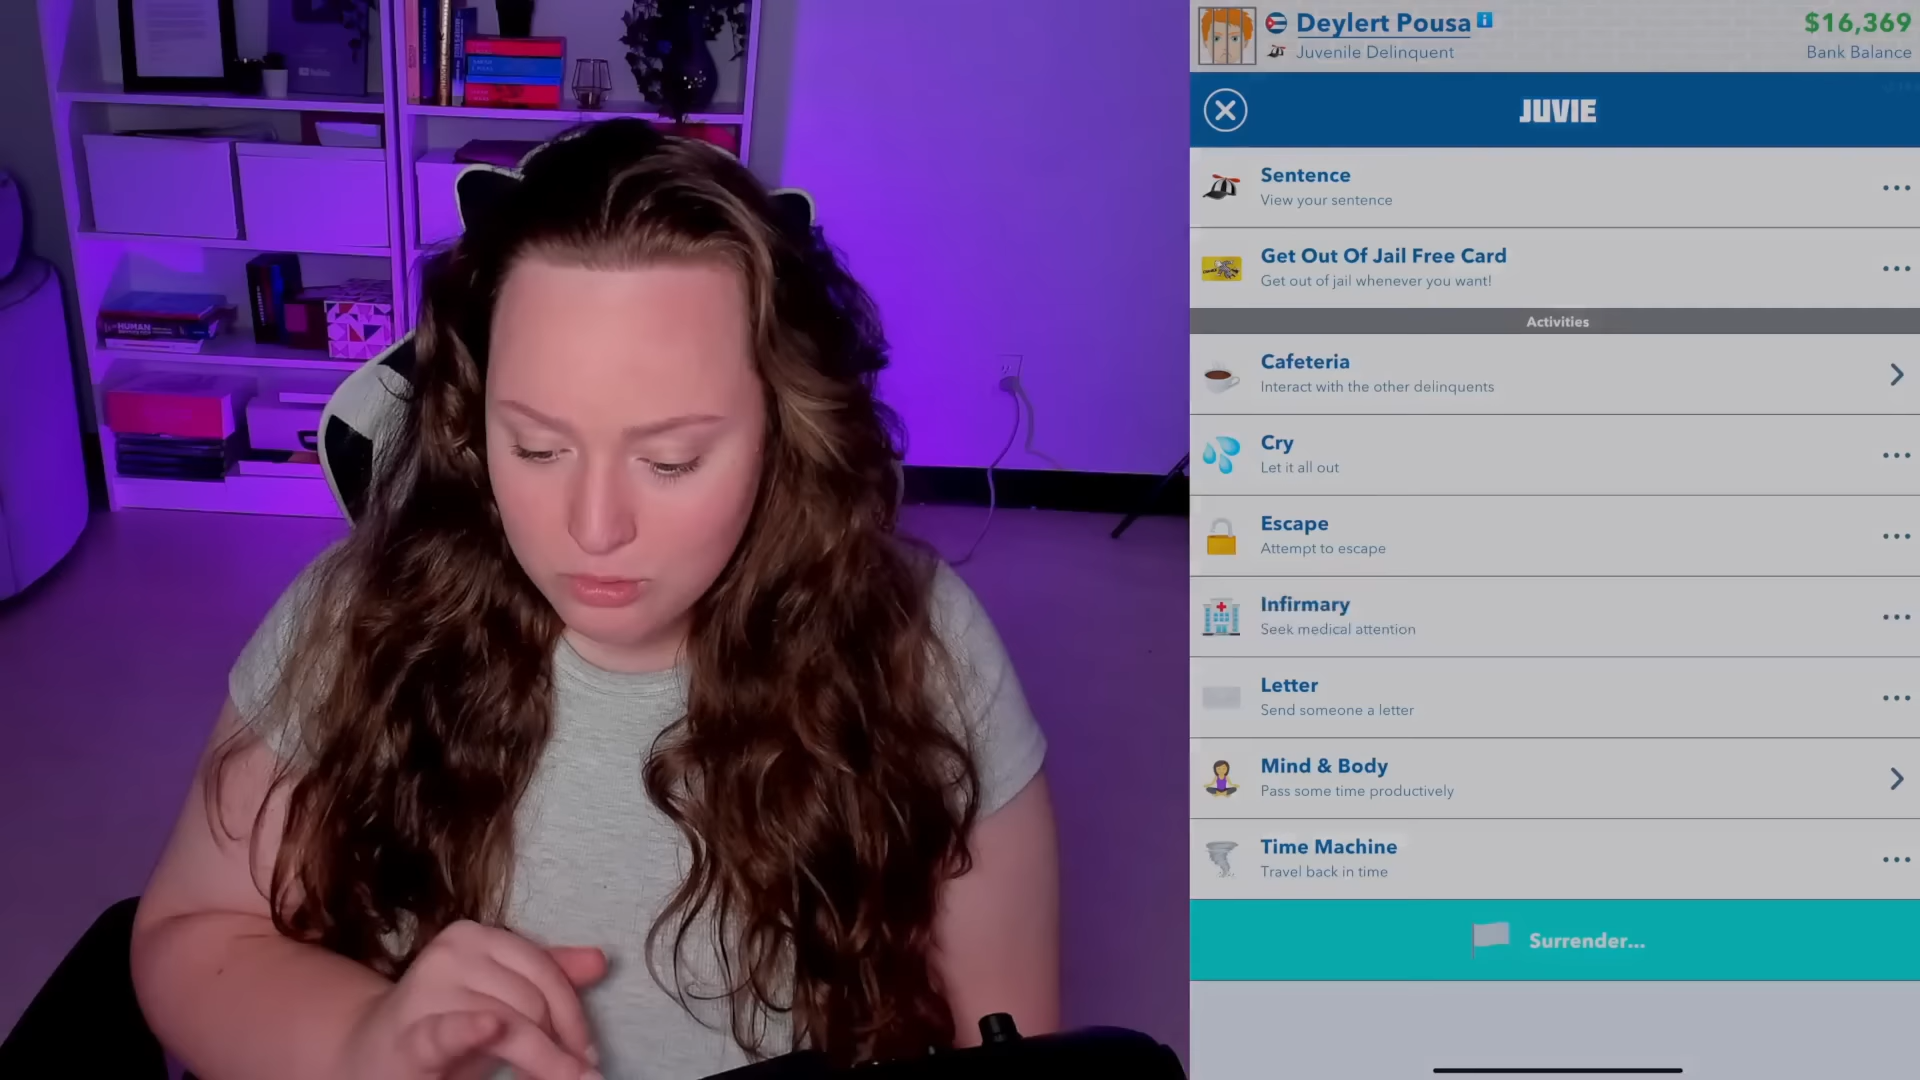 Deylert Pousa
$16,369
Juvenile Delinquent
Bank Balance
JUVIE
Sentence
View your sentence
Get Out Of Jail Free Card
Get out of jail whenever you want!
Activities
Cafeteria
Interact with the other delinquents
Cry
Let it all out
Escape
Attempt to escape
Infirmary
Seek medical attention
Letter
Send someone a letter
Mind & Body
Pass some time productively
Time Machine
Travel back in time
Surrender...
HUMAN